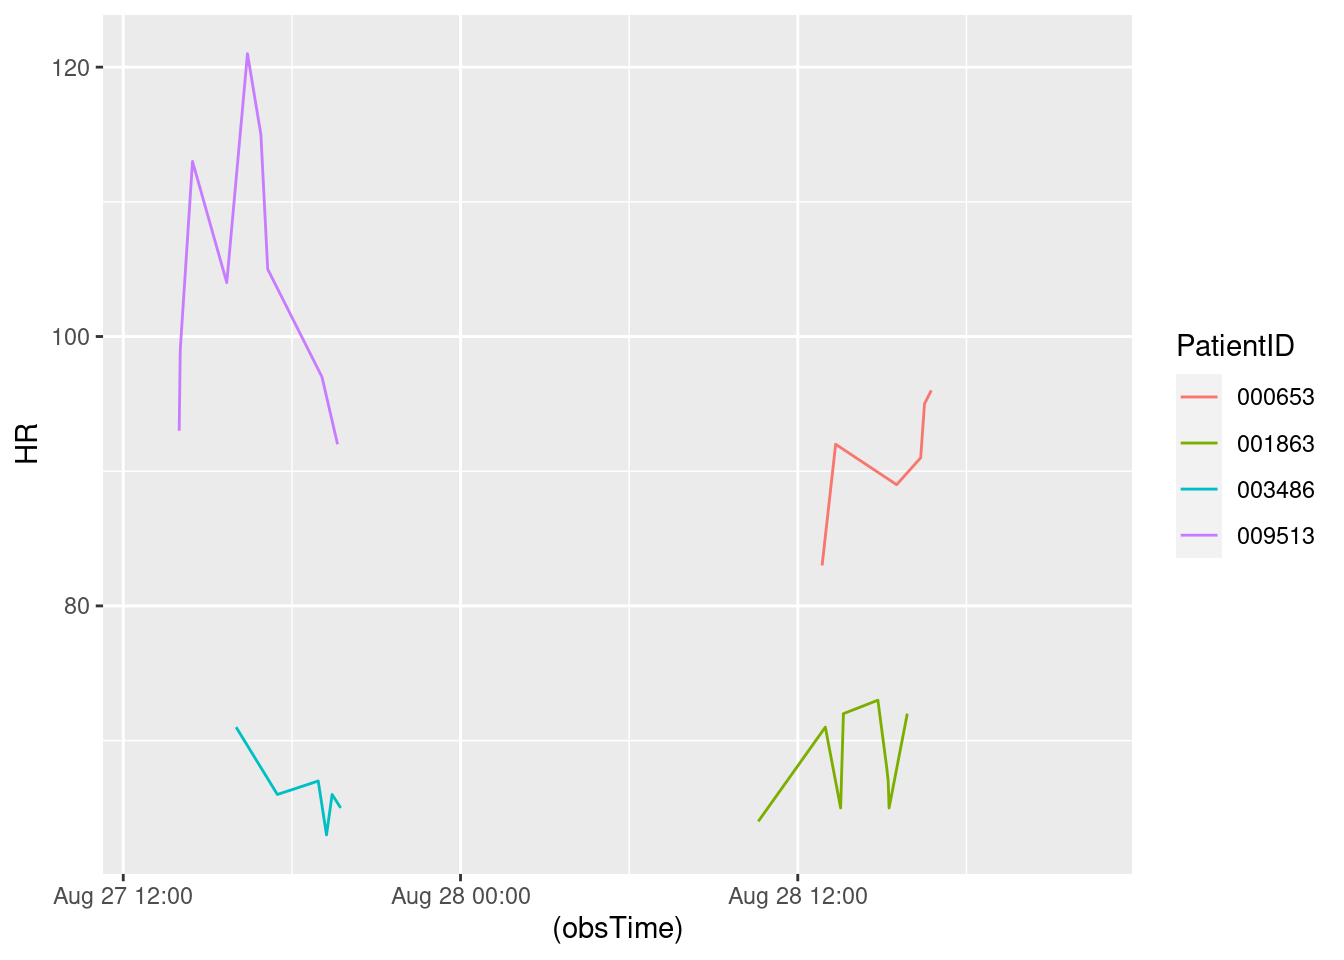 120
100
80
HR
Aug 27 12:00
Aug 28 00:00
Aug 28 12:00
(obsTime)
PatientID
000653
001863
003486
009513